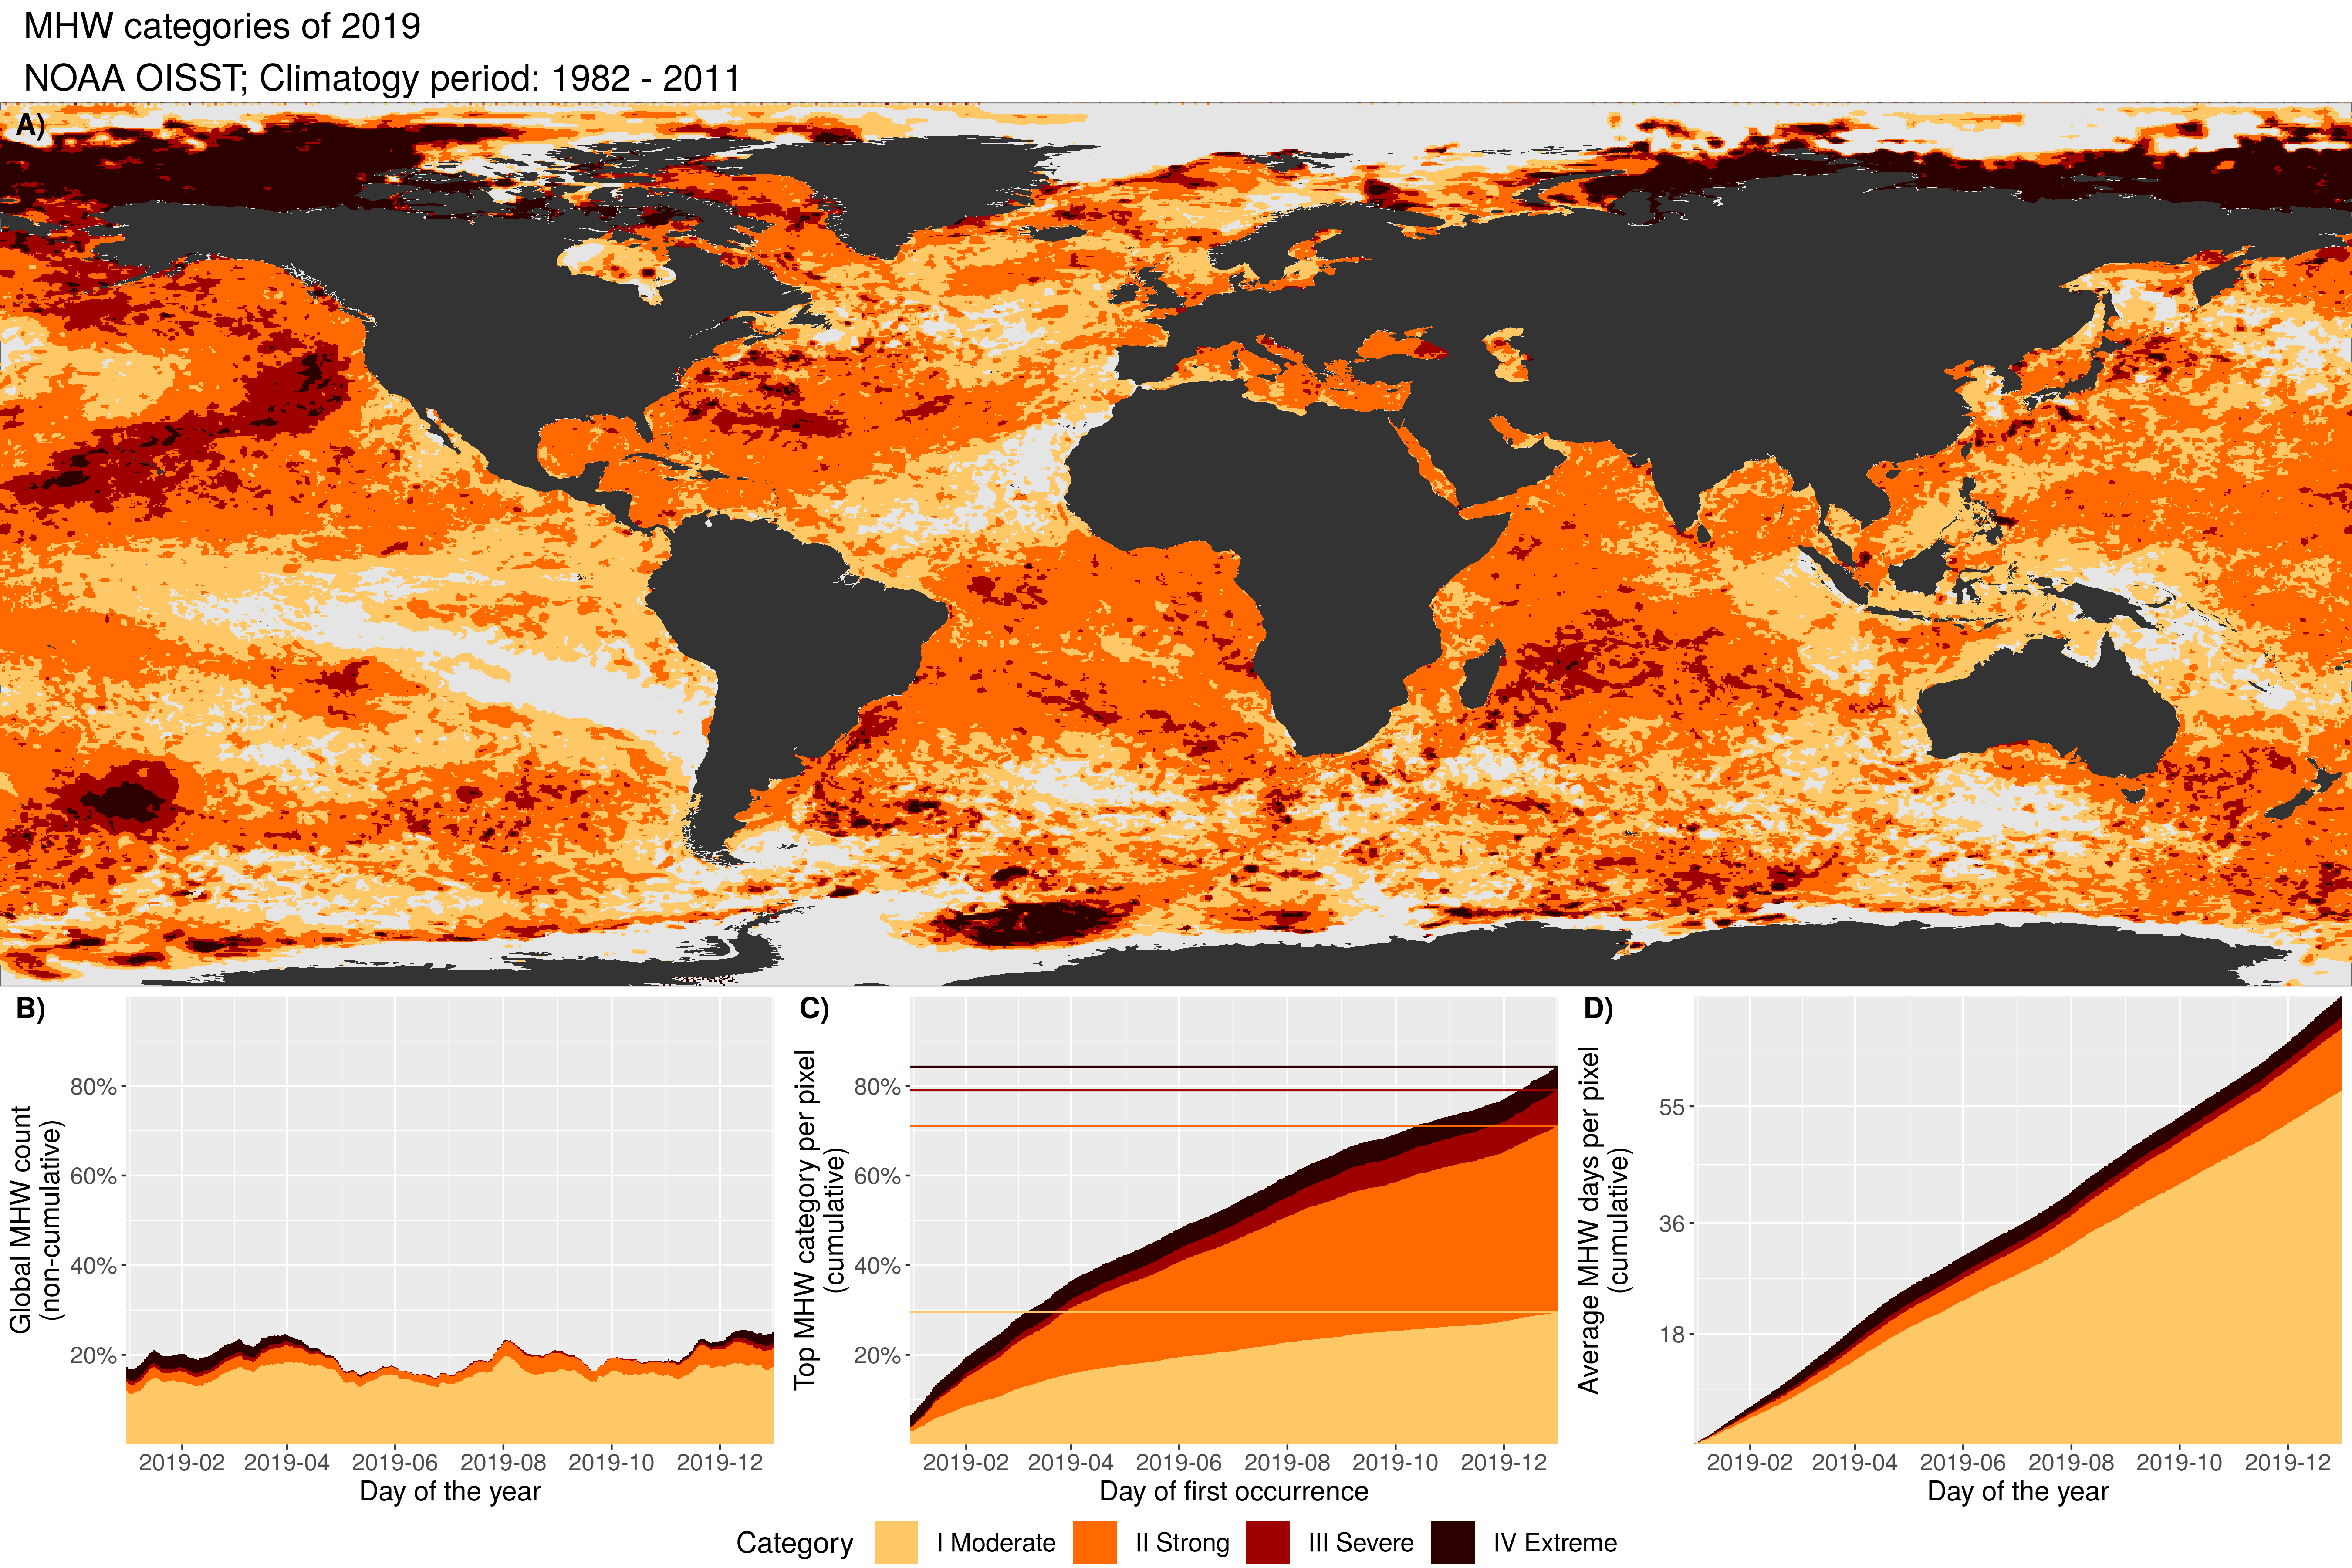 MHW categories of 2019
NOAA OISST; Climatogy period: 1982 - 2011
A)
B)
Global MHW count
(non-cumulative)
80%
60%
40%
20%
2019-02 2019-04 2019-06 2019-08 2019-10 2019-12
Day of the year
C)
Top MHW category per pixel
(cumulative)
80%
60%
40%
20%
2019-02 2019-04 2019-06 2019-08 2019-10 2019-12
Day of first occurrence
D)
Average MHW days per pixel
(cumulative)
55
36
18
2019-02 2019-04 2019-06 2019-08 2019-10 2019-12
Day of the year
Category I Moderate II Strong III Severe IV Extreme